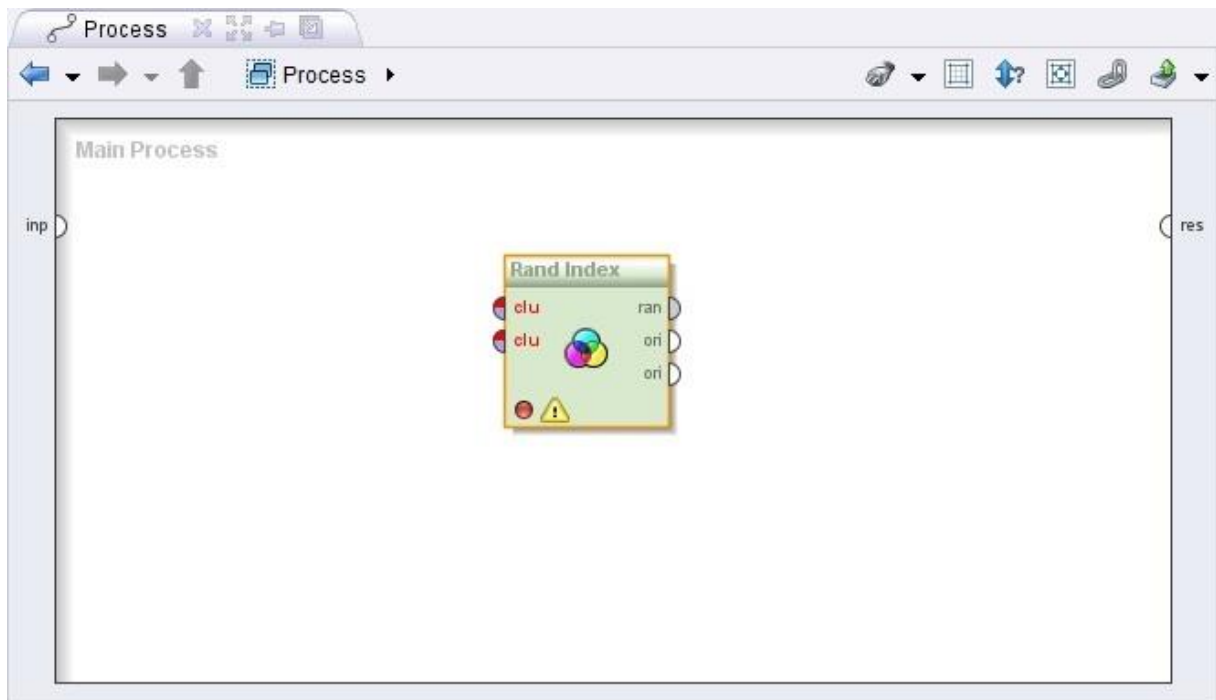 Process
Process
Main Process
inp
res
Rand Index
clu
ran
clu
ori
ori